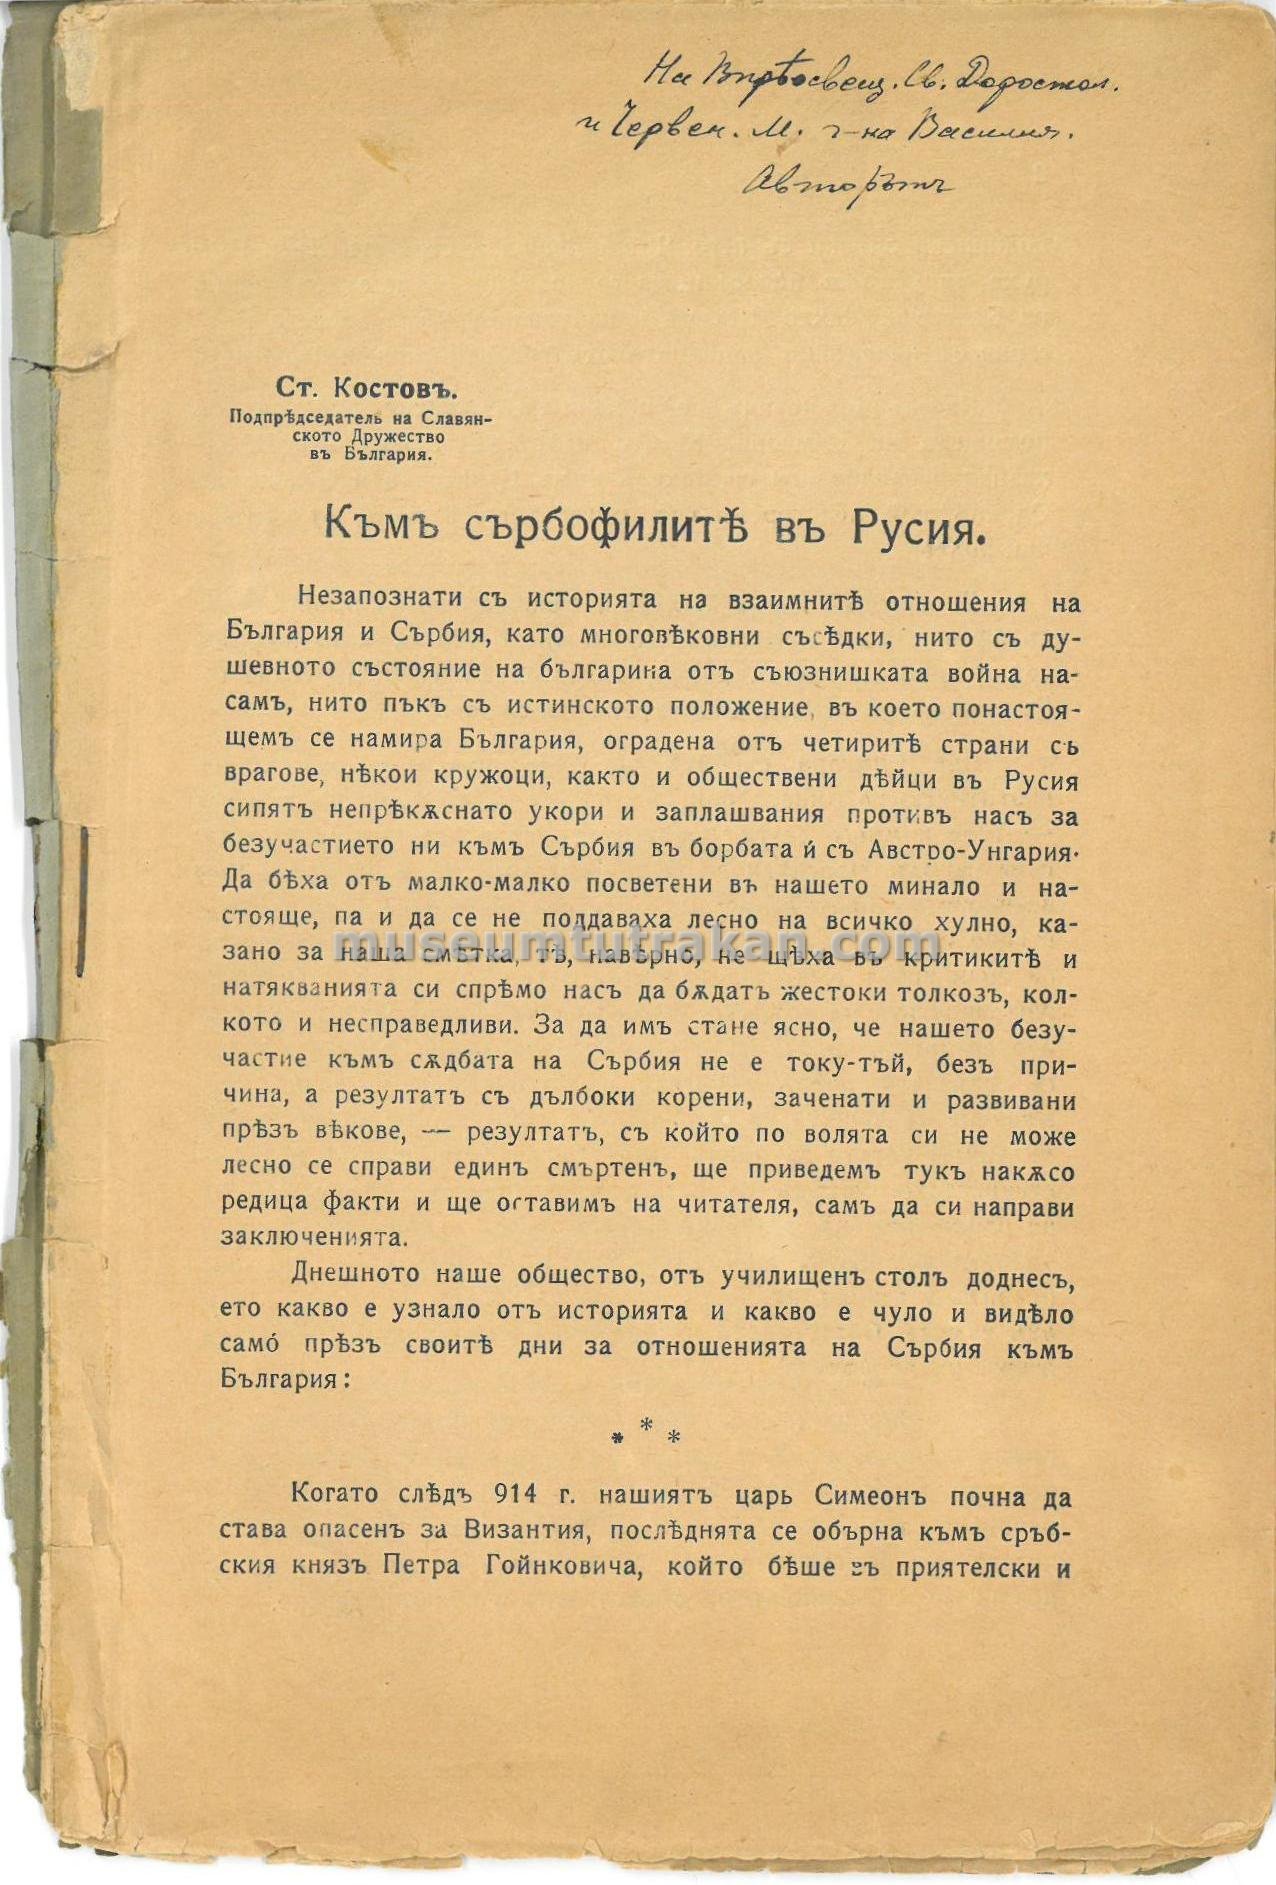 На Впрѣосвещ. Св. Доростол.
и Червен. М. г-на Василия.
Авторътъ
Ст. Костовъ.
Подпрѣдседатель на Славян-
ското Дружество
въ България.
Къмъ сърбофилитѣ въ Русия.
Незапознати съ историята на взаимнитѣ отношения на
България и Сърбия, като многовѣковни съсѣдки, нито съ ду-
шевното състояние на българина отъ съюзнишката война на-
самъ, нито пъкъ съ истинското положение, въ което понастоя-
щемъ се намира България, оградена отъ четиритѣ страни съ
врагове, нѣкои кружоци, както и обществени дѣйци въ Русия
сипятъ непрѣкѫснато укори и заплашвания противъ насъ за
безучастието ни къмъ Сърбия въ борбата ѝ съ Австро-Унгария.
Да бѣха отъ малко-малко посветени въ нашето минало и на-
стояще, па и да се не поддаваха лесно на всичко хулно, ка-
зано за наша смѣтка, тѣ, навѣрно, не щѣха въ критикитѣ и
натякванията си спрѣмо насъ да бѫдатъ жестоки толкозъ, кол-
кото и несправедливи. За да имъ стане ясно, че нашето безу-
частие къмъ сѫдбата на Сърбия не е току-тъй, безъ при-
чина, а резултатъ съ дълбоки корени, заченати и развивани
прѣзъ вѣкове, — резултатъ, съ който по волята си не може
лесно се справи единъ смъртенъ, ще приведемъ тукъ накѫсо
редица факти и ще оставимъ на читателя, самъ да си направи
заключенията.
Днешното наше общество, отъ училищенъ столъ доднесъ,
ето какво е узнало отъ историята и какво е чуло и видѣло
само́ прѣзъ своитѣ дни за отношенията на Сърбия къмъ
България:
* * *
Когато слѣдъ 914 г. нашиятъ царь Симеонъ почна да
става опасенъ за Византия, послѣднята се обърна къмъ сръб-
ския князъ Петра Гойнковича, който бѣше въ приятелски и
museumtutrakan.com